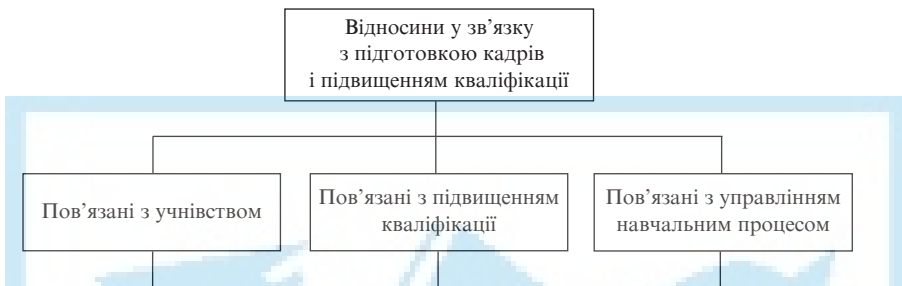 Відносини у зв’язку
з підготовкою кадрів
і підвищенням кваліфікації
Пов’язані з учнівством
Пов’язані з підвищенням
кваліфікації
Пов’язані з управлінням
навчальним процесом